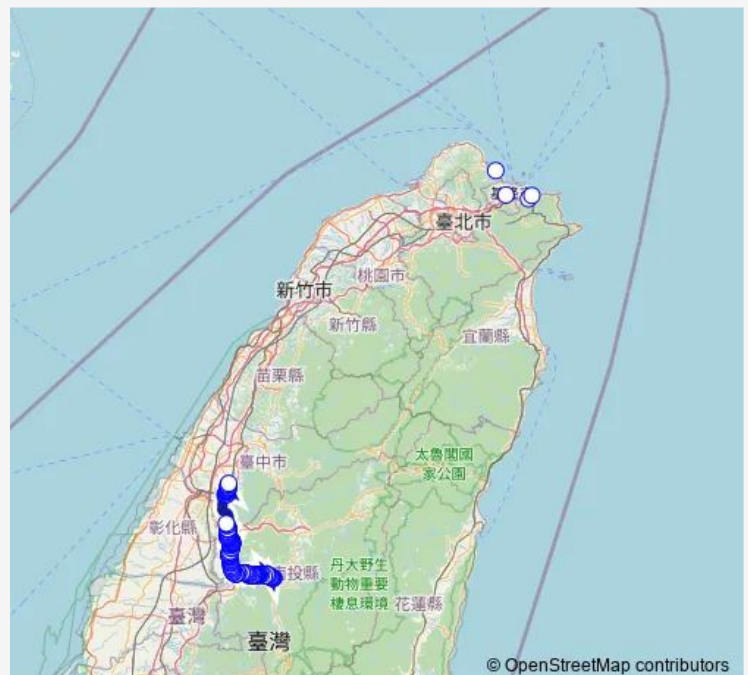 臺北市
桃園市
新竹市
新竹縣
宜蘭縣
苗栗縣
臺中市
太魯閣國
家公園
彰化縣
丹大野生
動物重要
棲息環境
投縣
花蓮縣
臺灣
臺灣
© OpenStreetMap contributors